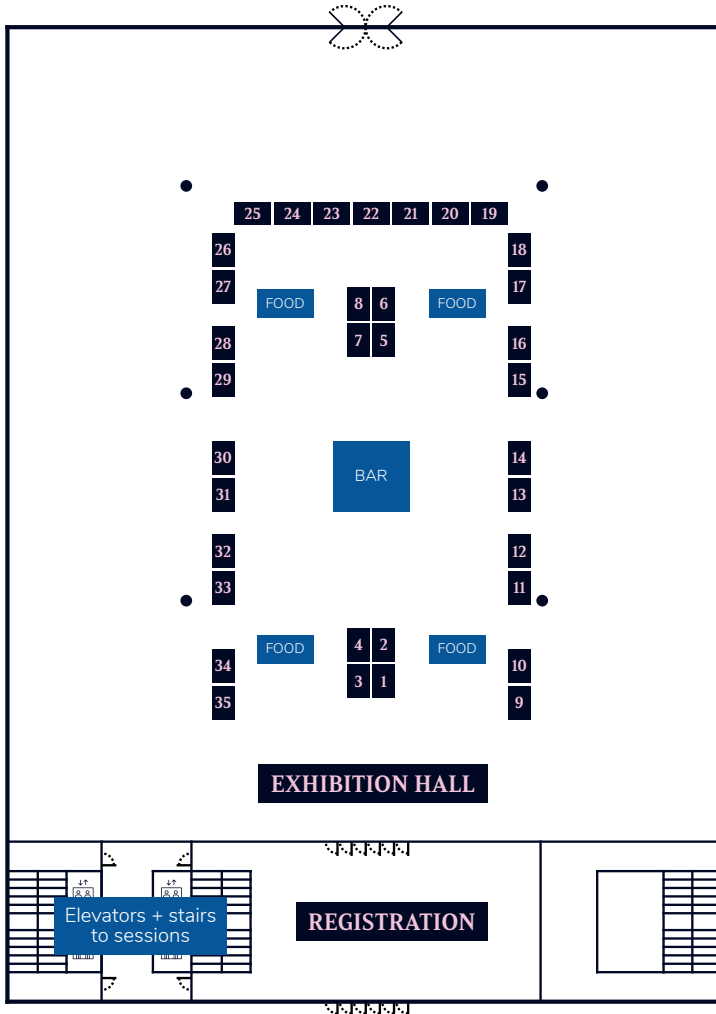 25 24 23 22 21 20 19
26 18
27 FOOD 8 6 FOOD 17
28 7 5 16
29 15
30 BAR 14
31 13
32 12
33 11
34 FOOD 4 2 FOOD 10
35 3 1 9
EXHIBITION HALL
Elevators + stairs
to sessions
REGISTRATION